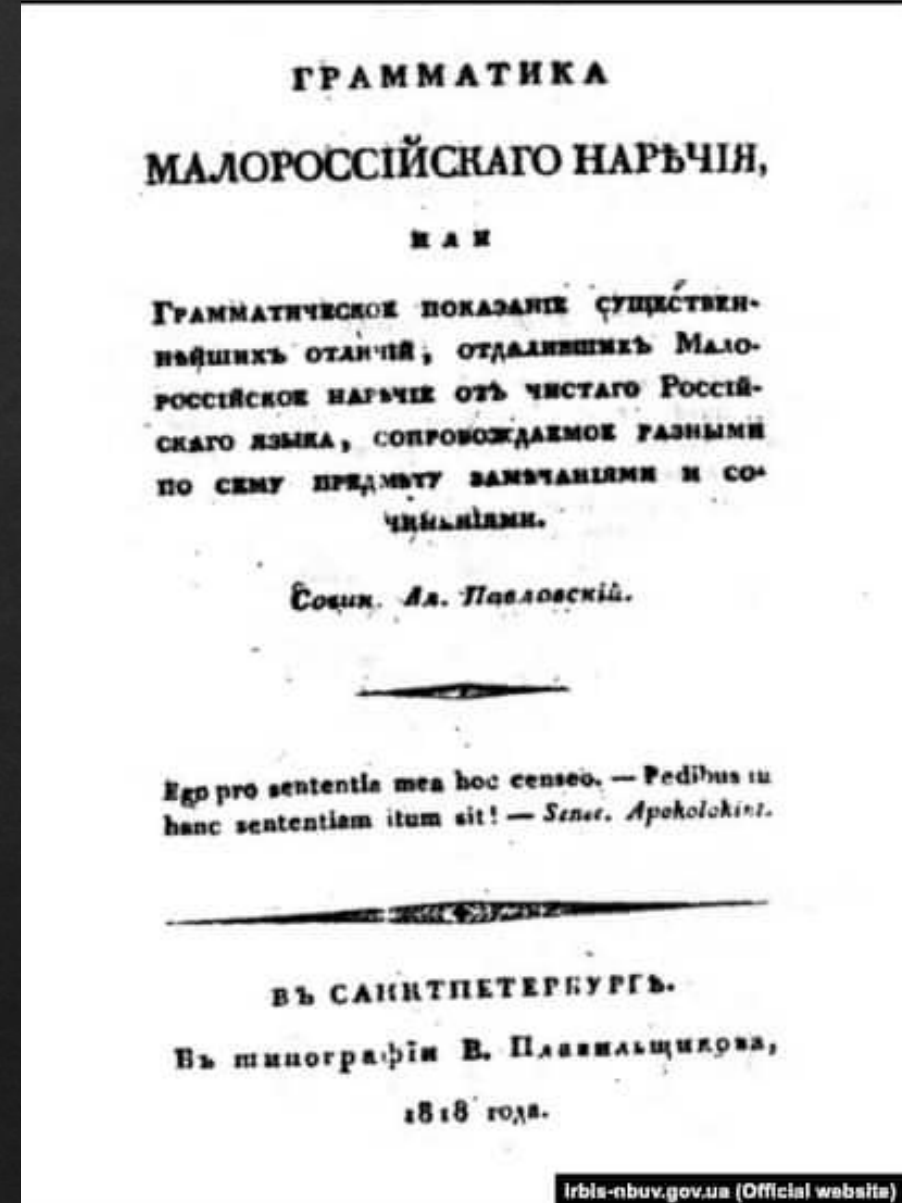 ГРАММАТИКА
МАЛОРОССІЙСКАГО НАРѢЧІЯ,
ИЛИ
Грамматическое показаніе существен-
нѣйшихъ отличій, отдалившихъ Мало-
россійское нарѣчіе отъ чистаго Россій-
скаго языка, сопровождаемое разными
по сему предмѣту замѣчаніями и со-
чиненіями.
Сочин. Ал. Павловскій.
Ego pro sententia mea hoc censeo. — Pedibus in
hanc sententiam itum sit! — Senec. Apokolokint.
ВЪ САНКТПЕТЕРБУРГѢ.
Въ типографіи В. Плавильщикова,
1818 года.
irbis-nbuv.gov.ua (Official website)